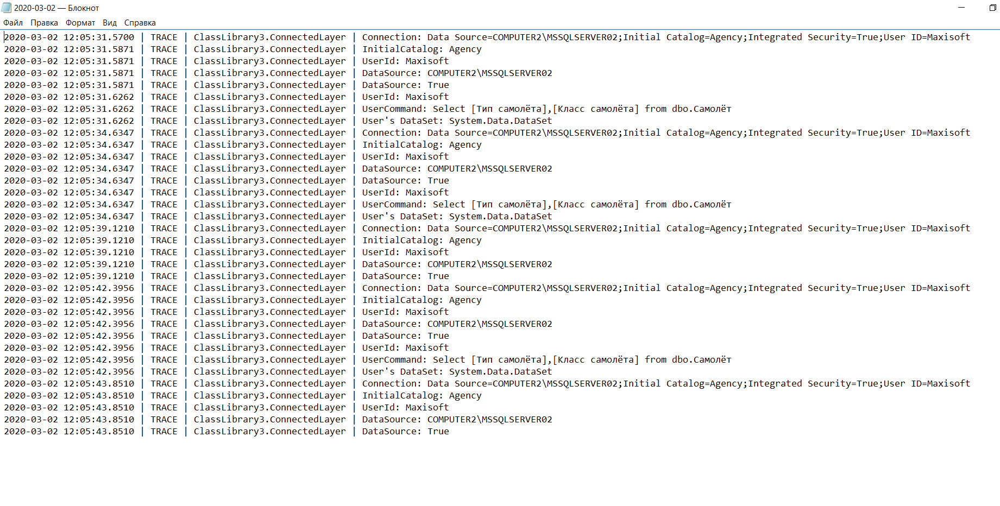 2020-03-02 — Блокнот
Файл Правка Формат Вид Справка
2020-03-02 12:05:31.5700 | TRACE | ClassLibrary3.ConnectedLayer | Connection: Data Source=COMPUTER2\MSSQLSERVER02;Initial Catalog=Agency;Integrated Security=True;User ID=Maxisoft
2020-03-02 12:05:31.5871 | TRACE | ClassLibrary3.ConnectedLayer | InitialCatalog: Agency
2020-03-02 12:05:31.5871 | TRACE | ClassLibrary3.ConnectedLayer | UserId: Maxisoft
2020-03-02 12:05:31.5871 | TRACE | ClassLibrary3.ConnectedLayer | DataSource: COMPUTER2\MSSQLSERVER02
2020-03-02 12:05:31.5871 | TRACE | ClassLibrary3.ConnectedLayer | DataSource: True
2020-03-02 12:05:31.6262 | TRACE | ClassLibrary3.ConnectedLayer | UserId: Maxisoft
2020-03-02 12:05:31.6262 | TRACE | ClassLibrary3.ConnectedLayer | UserCommand: Select [Тип самолёта],[Класс самолёта] from dbo.Самолёт
2020-03-02 12:05:31.6262 | TRACE | ClassLibrary3.ConnectedLayer | User's DataSet: System.Data.DataSet
2020-03-02 12:05:34.6347 | TRACE | ClassLibrary3.ConnectedLayer | Connection: Data Source=COMPUTER2\MSSQLSERVER02;Initial Catalog=Agency;Integrated Security=True;User ID=Maxisoft
2020-03-02 12:05:34.6347 | TRACE | ClassLibrary3.ConnectedLayer | InitialCatalog: Agency
2020-03-02 12:05:34.6347 | TRACE | ClassLibrary3.ConnectedLayer | UserId: Maxisoft
2020-03-02 12:05:34.6347 | TRACE | ClassLibrary3.ConnectedLayer | DataSource: COMPUTER2\MSSQLSERVER02
2020-03-02 12:05:34.6347 | TRACE | ClassLibrary3.ConnectedLayer | DataSource: True
2020-03-02 12:05:34.6347 | TRACE | ClassLibrary3.ConnectedLayer | UserId: Maxisoft
2020-03-02 12:05:34.6347 | TRACE | ClassLibrary3.ConnectedLayer | UserCommand: Select [Тип самолёта],[Класс самолёта] from dbo.Самолёт
2020-03-02 12:05:34.6347 | TRACE | ClassLibrary3.ConnectedLayer | User's DataSet: System.Data.DataSet
2020-03-02 12:05:39.1210 | TRACE | ClassLibrary3.ConnectedLayer | Connection: Data Source=COMPUTER2\MSSQLSERVER02;Initial Catalog=Agency;Integrated Security=True;User ID=Maxisoft
2020-03-02 12:05:39.1210 | TRACE | ClassLibrary3.ConnectedLayer | InitialCatalog: Agency
2020-03-02 12:05:39.1210 | TRACE | ClassLibrary3.ConnectedLayer | UserId: Maxisoft
2020-03-02 12:05:39.1210 | TRACE | ClassLibrary3.ConnectedLayer | DataSource: COMPUTER2\MSSQLSERVER02
2020-03-02 12:05:39.1210 | TRACE | ClassLibrary3.ConnectedLayer | DataSource: True
2020-03-02 12:05:42.3956 | TRACE | ClassLibrary3.ConnectedLayer | Connection: Data Source=COMPUTER2\MSSQLSERVER02;Initial Catalog=Agency;Integrated Security=True;User ID=Maxisoft
2020-03-02 12:05:42.3956 | TRACE | ClassLibrary3.ConnectedLayer | InitialCatalog: Agency
2020-03-02 12:05:42.3956 | TRACE | ClassLibrary3.ConnectedLayer | UserId: Maxisoft
2020-03-02 12:05:42.3956 | TRACE | ClassLibrary3.ConnectedLayer | DataSource: COMPUTER2\MSSQLSERVER02
2020-03-02 12:05:42.3956 | TRACE | ClassLibrary3.ConnectedLayer | DataSource: True
2020-03-02 12:05:42.3956 | TRACE | ClassLibrary3.ConnectedLayer | UserId: Maxisoft
2020-03-02 12:05:42.3956 | TRACE | ClassLibrary3.ConnectedLayer | UserCommand: Select [Тип самолёта],[Класс самолёта] from dbo.Самолёт
2020-03-02 12:05:42.3956 | TRACE | ClassLibrary3.ConnectedLayer | User's DataSet: System.Data.DataSet
2020-03-02 12:05:43.8510 | TRACE | ClassLibrary3.ConnectedLayer | Connection: Data Source=COMPUTER2\MSSQLSERVER02;Initial Catalog=Agency;Integrated Security=True;User ID=Maxisoft
2020-03-02 12:05:43.8510 | TRACE | ClassLibrary3.ConnectedLayer | InitialCatalog: Agency
2020-03-02 12:05:43.8510 | TRACE | ClassLibrary3.ConnectedLayer | UserId: Maxisoft
2020-03-02 12:05:43.8510 | TRACE | ClassLibrary3.ConnectedLayer | DataSource: COMPUTER2\MSSQLSERVER02
2020-03-02 12:05:43.8510 | TRACE | ClassLibrary3.ConnectedLayer | DataSource: True